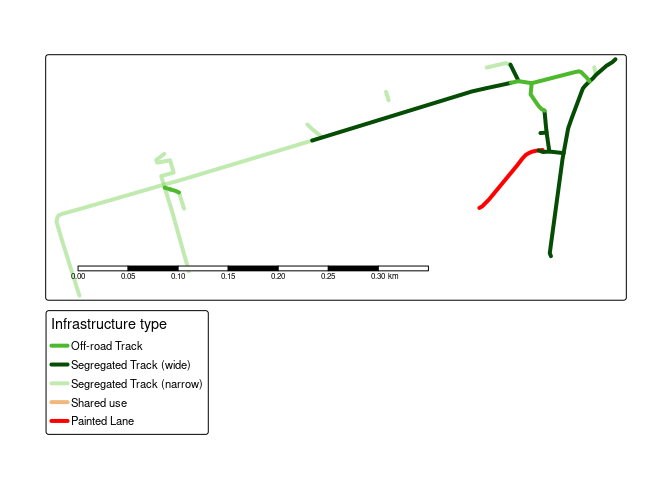 0.00 0.05 0.10 0.15 0.20 0.25 0.30 km
Infrastructure type
Off-road Track
Segregated Track (wide)
Segregated Track (narrow)
Shared use
Painted Lane